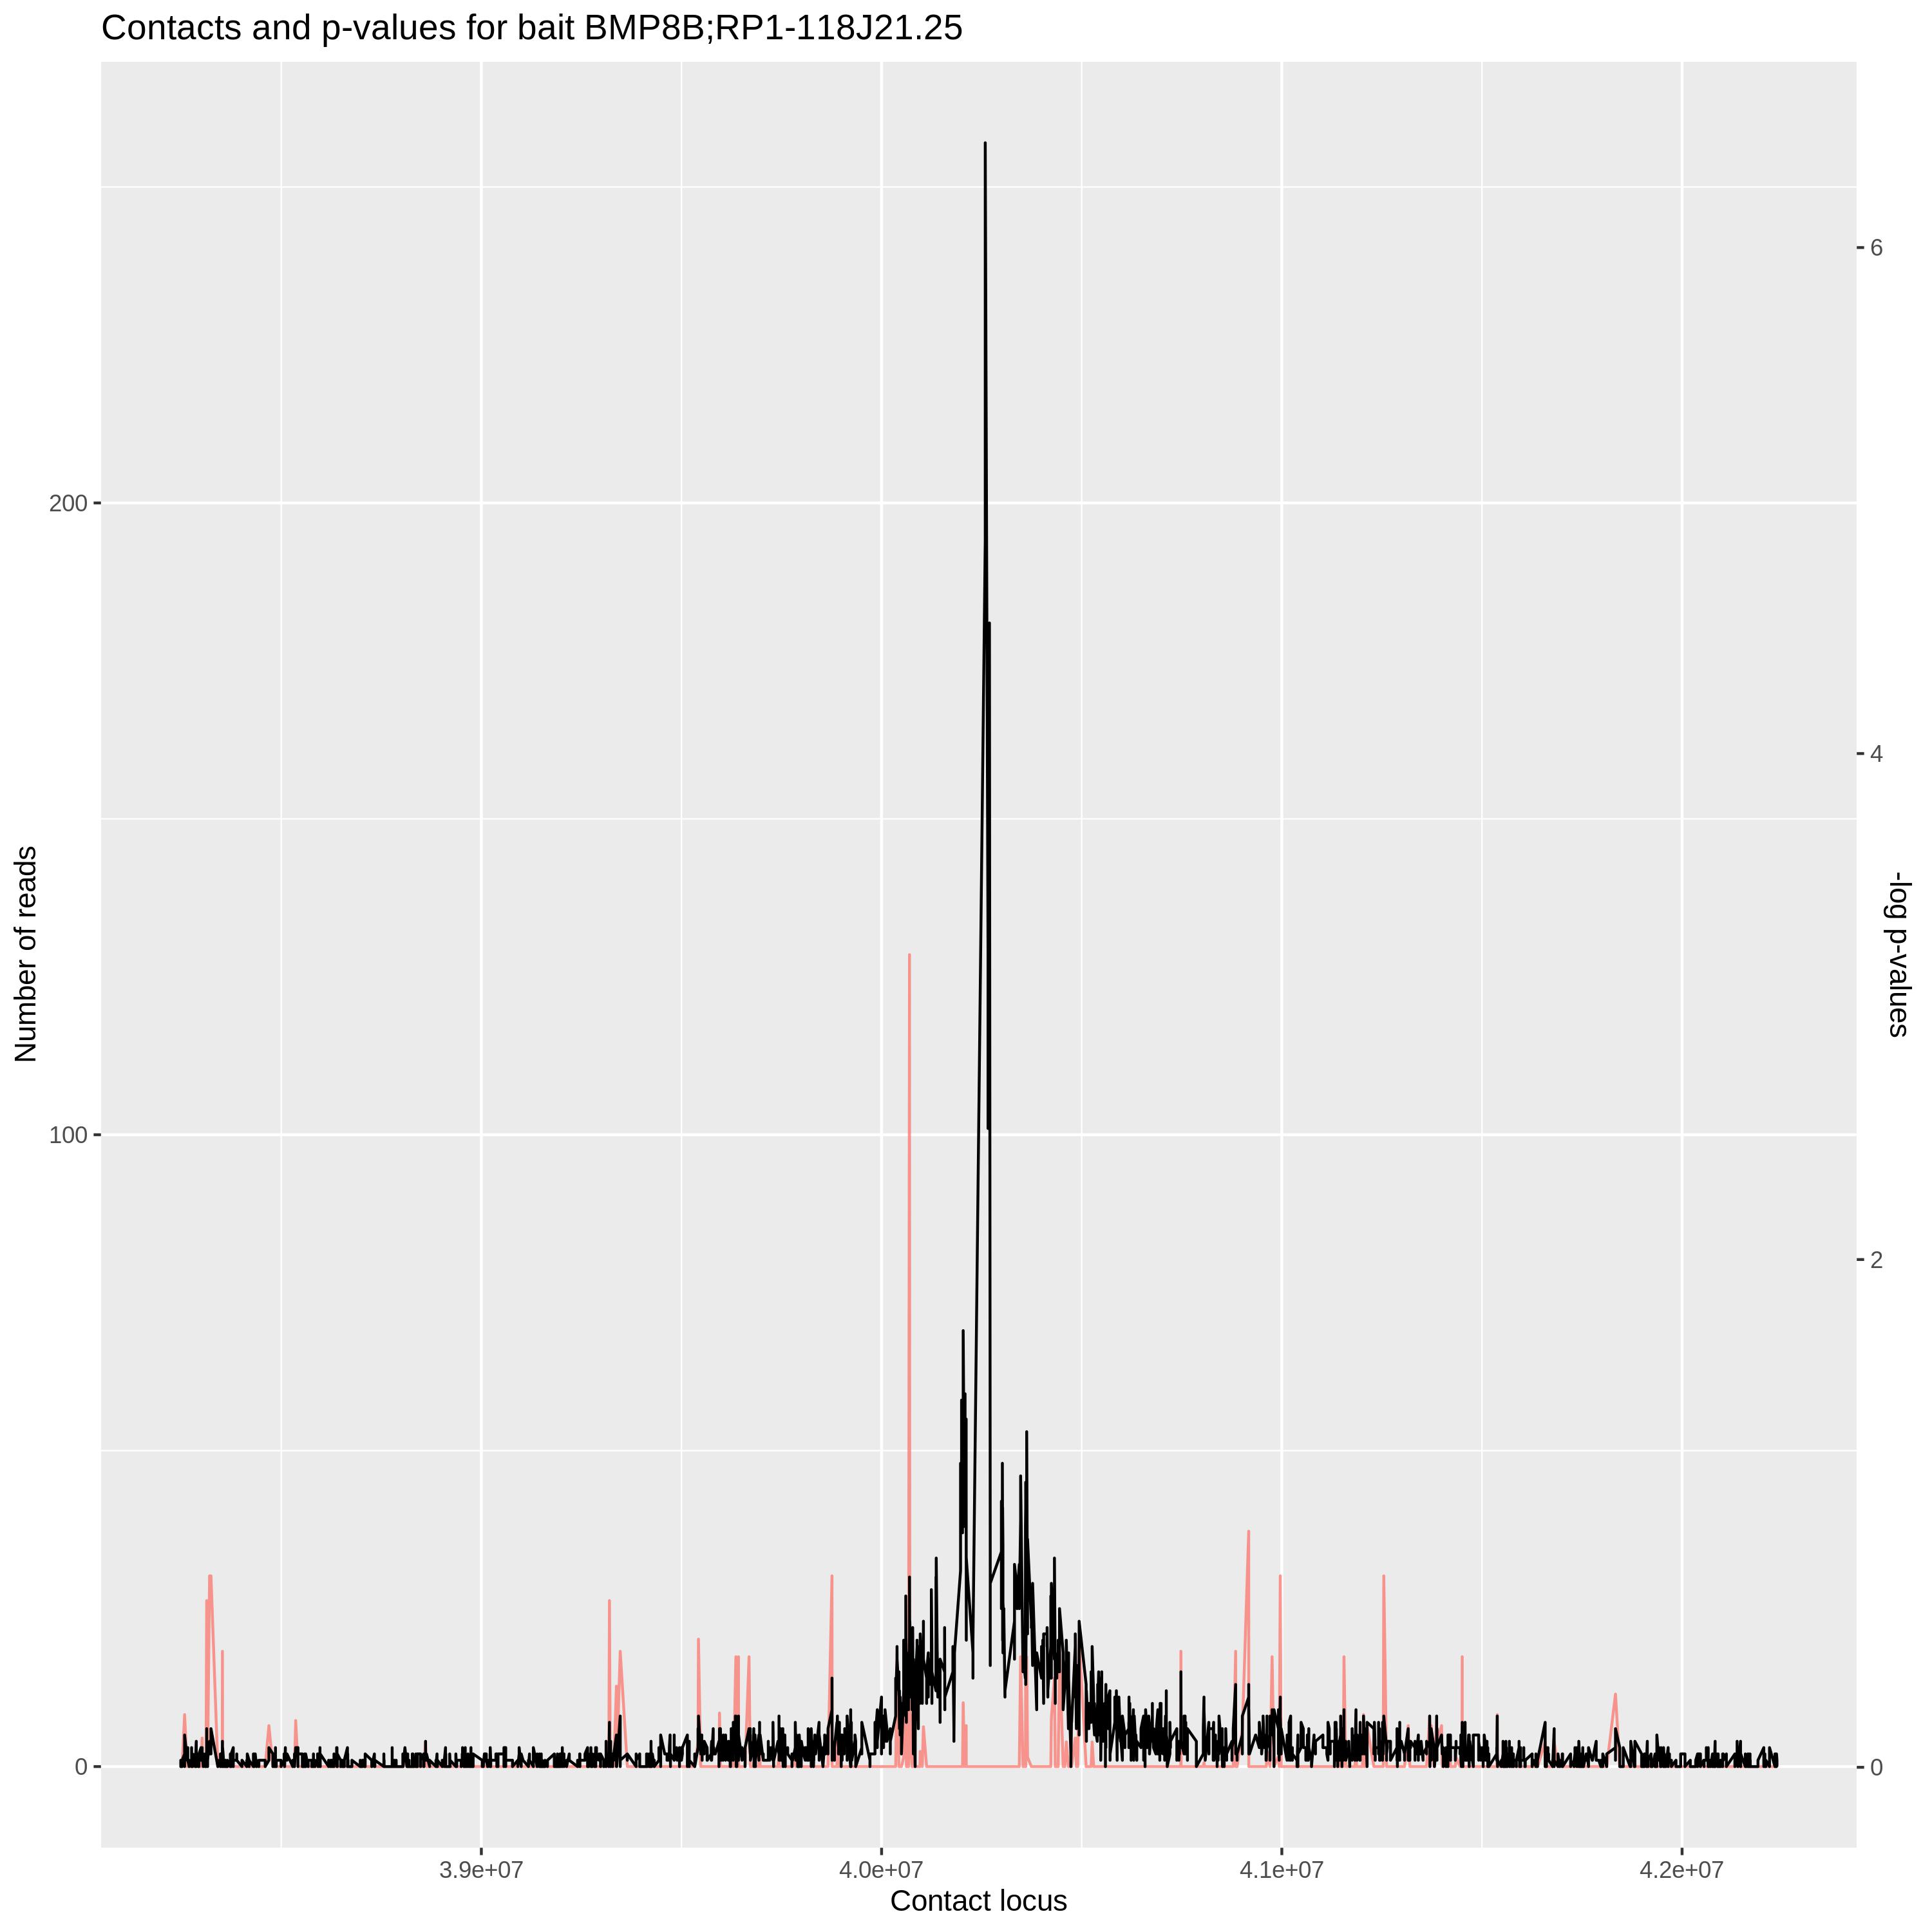 Contacts and p-values for bait BMP8B;RP1-118J21.25
Number of reads
200
100
0
6
4
2
0
-log p-values
3.9e+07
4.0e+07
4.1e+07
4.2e+07
Contact locus